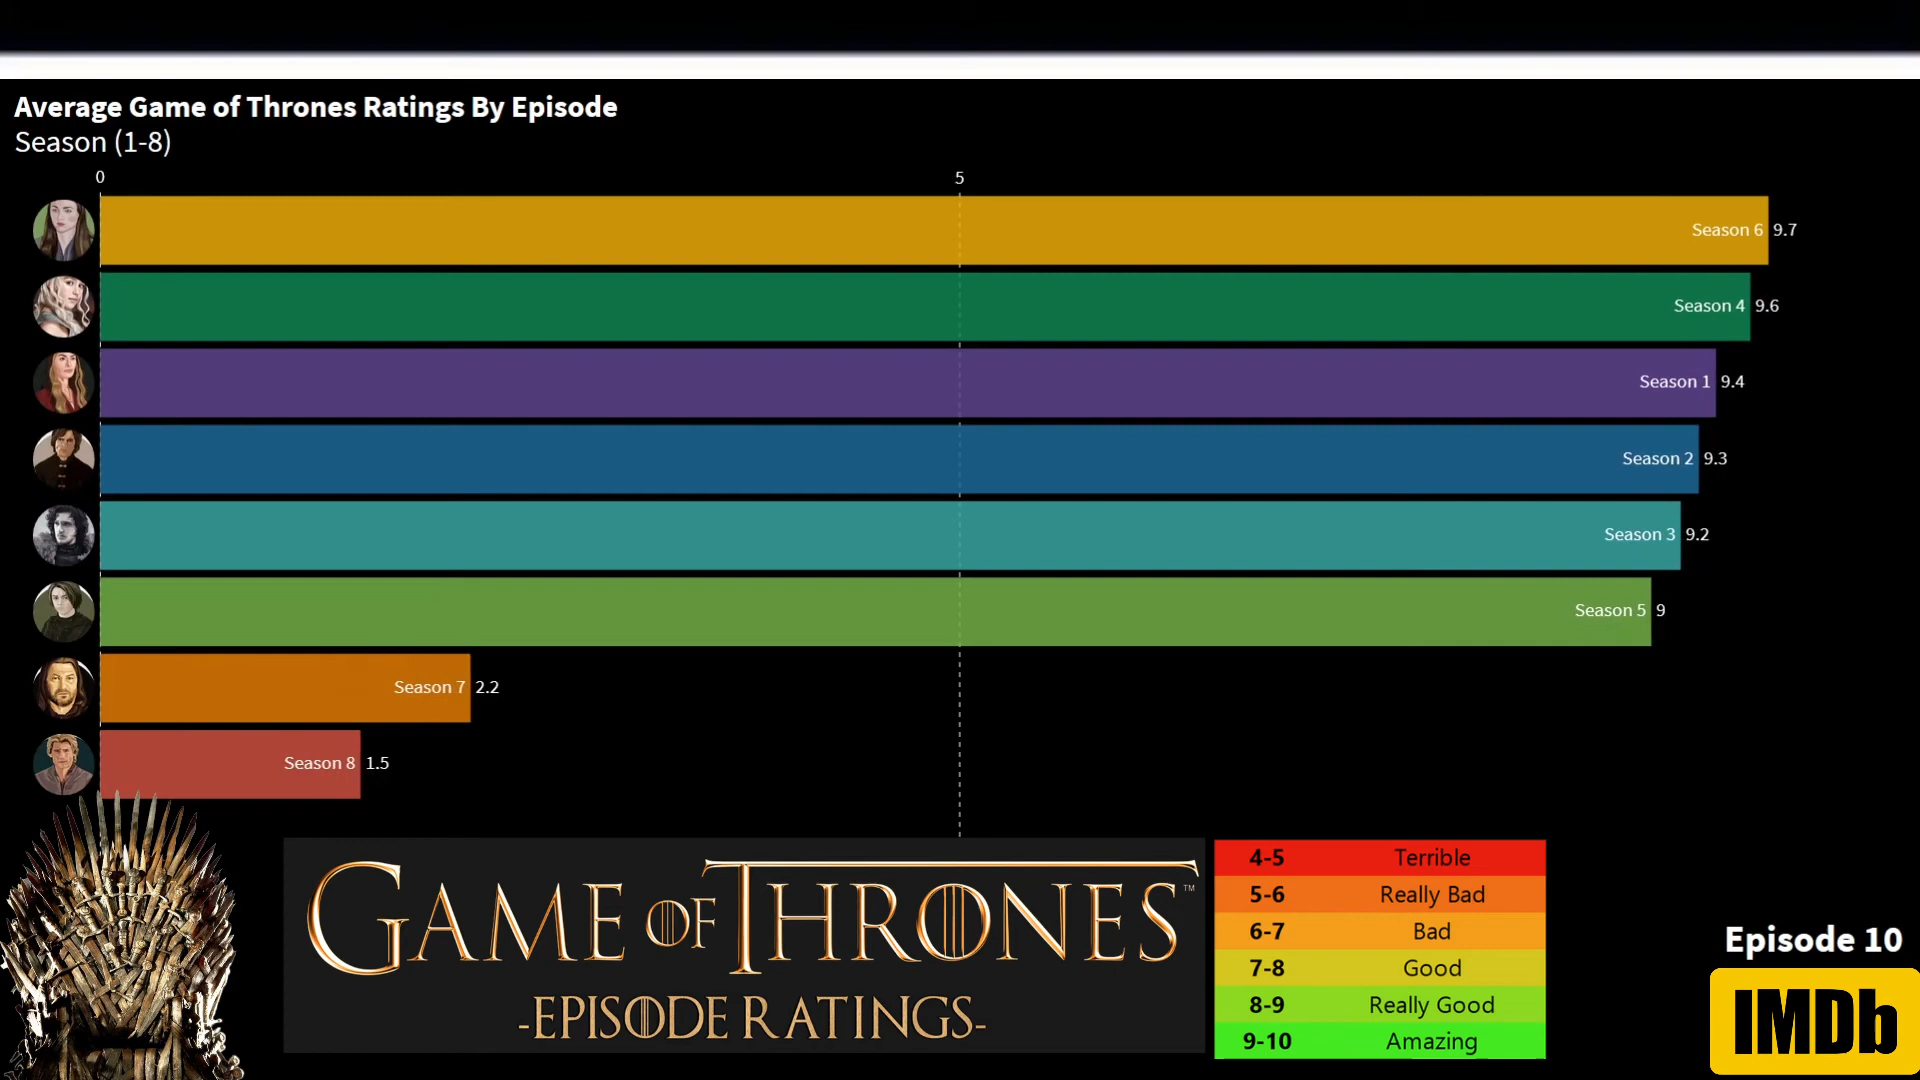 Average Game of Thrones Ratings By Episode
Season (1-8)
0 5
Season 6 9.7
Season 4 9.6
Season 1 9.4
Season 2 9.3
Season 3 9.2
Season 5 9
Season 7 2.2
Season 8 1.5
GAME OF THRONES™
-EPISODE RATINGS-
4-5 Terrible
5-6 Really Bad
6-7 Bad
7-8 Good
8-9 Really Good
9-10 Amazing
Episode 10
IMDb